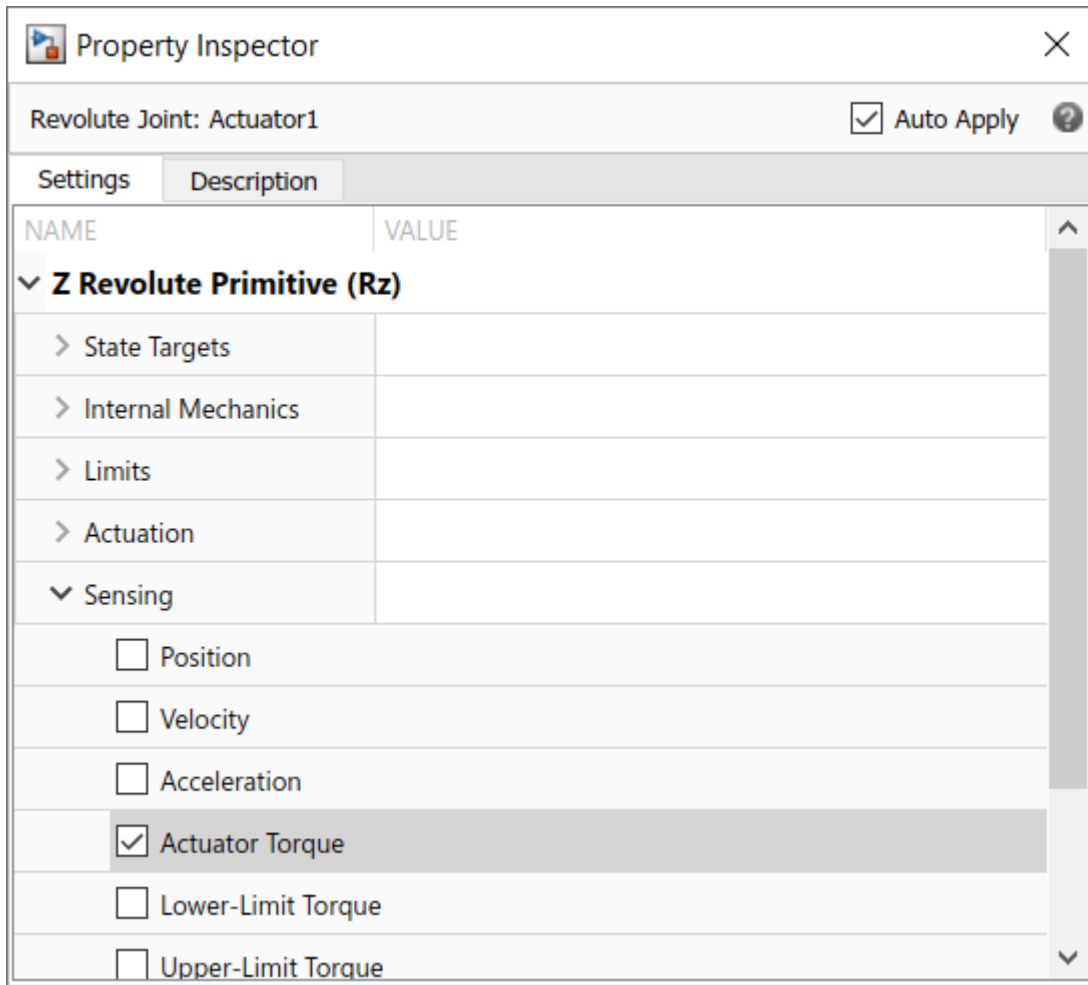 Property Inspector
Revolute Joint: Actuator1 Auto Apply ?
Settings Description
NAME VALUE
Z Revolute Primitive (Rz)
State Targets
Internal Mechanics
Limits
Actuation
Sensing
Position
Velocity
Acceleration
Actuator Torque
Lower-Limit Torque
Upper-Limit Torque